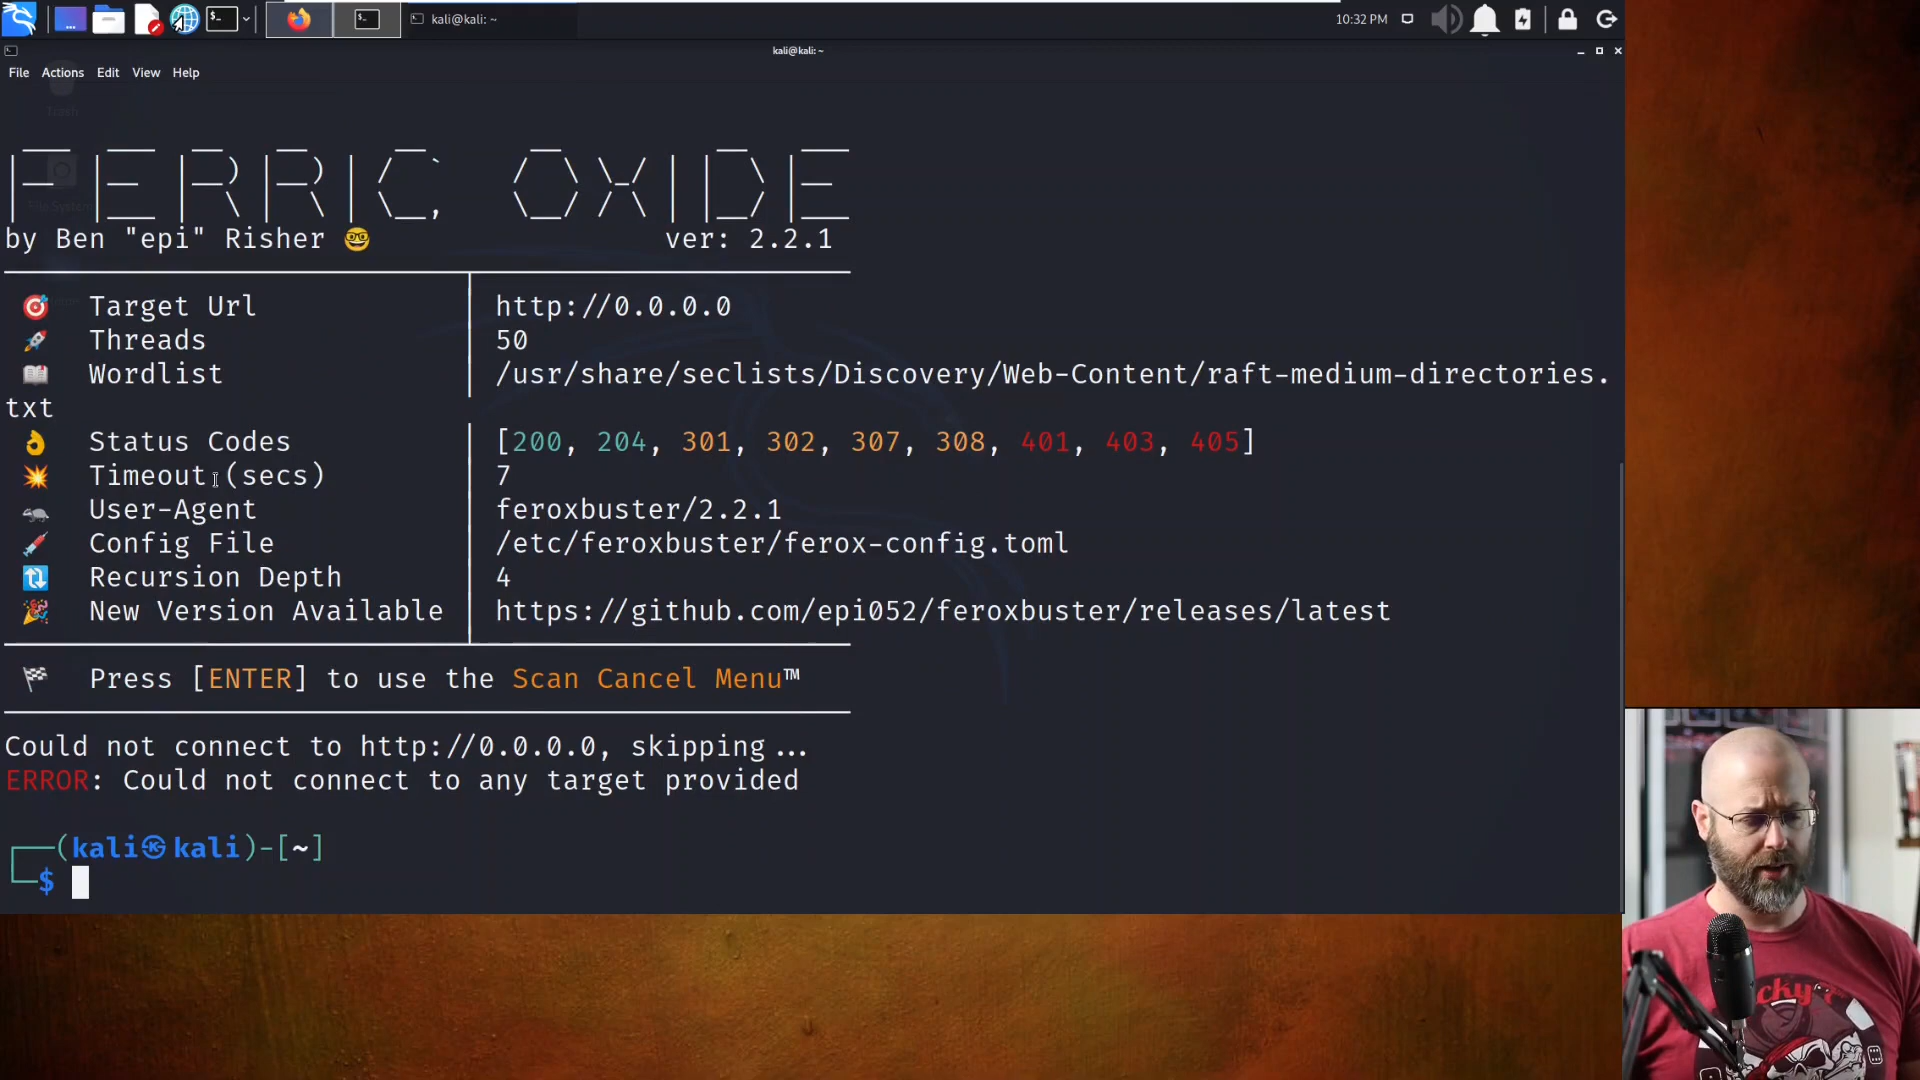 kali@kali: ~
10:32 PM
kali@kali: ~
File Actions Edit View Help
Trash
File System
FERRIC OXIDE
by Ben "epi" Risher 🤓 ver: 2.2.1
🎯 Target Url │ http://0.0.0.0
🚀 Threads │ 50
📖 Wordlist │ /usr/share/seclists/Discovery/Web-Content/raft-medium-directories.
txt
👌 Status Codes │ [200, 204, 301, 302, 307, 308, 401, 403, 405]
💥 Timeout (secs) │ 7
🦡 User-Agent │ feroxbuster/2.2.1
💉 Config File │ /etc/feroxbuster/ferox-config.toml
🔃 Recursion Depth │ 4
🎉 New Version Available │ https://github.com/epi052/feroxbuster/releases/latest
🏁 Press [ENTER] to use the Scan Cancel Menu™
Could not connect to http://0.0.0.0, skipping...
ERROR: Could not connect to any target provided
┌──(kali㉿kali)-[~]
└─$